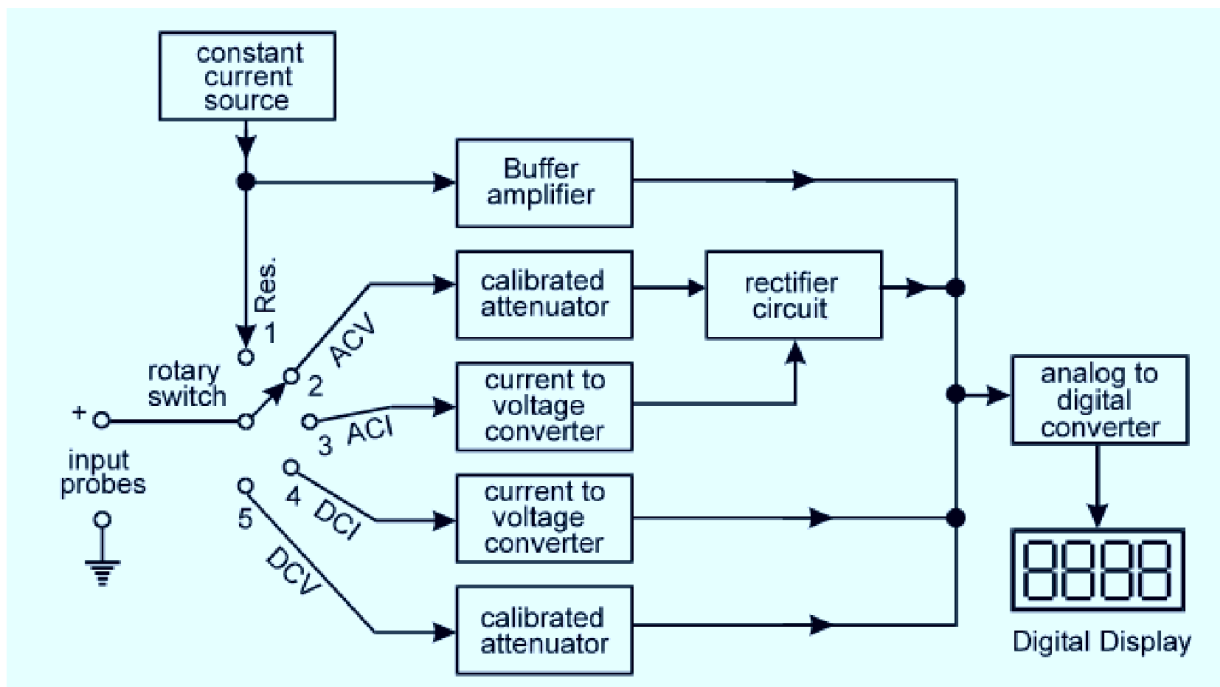 constant
current
source
Buffer
amplifier
Res.
1
calibrated
attenuator
rectifier
circuit
ACV
2
rotary
switch
+
current to
voltage
converter
analog to
digital
converter
3 ACI
input
probes
4 DCI
current to
voltage
converter
5
DCV
8888
calibrated
attenuator
Digital Display